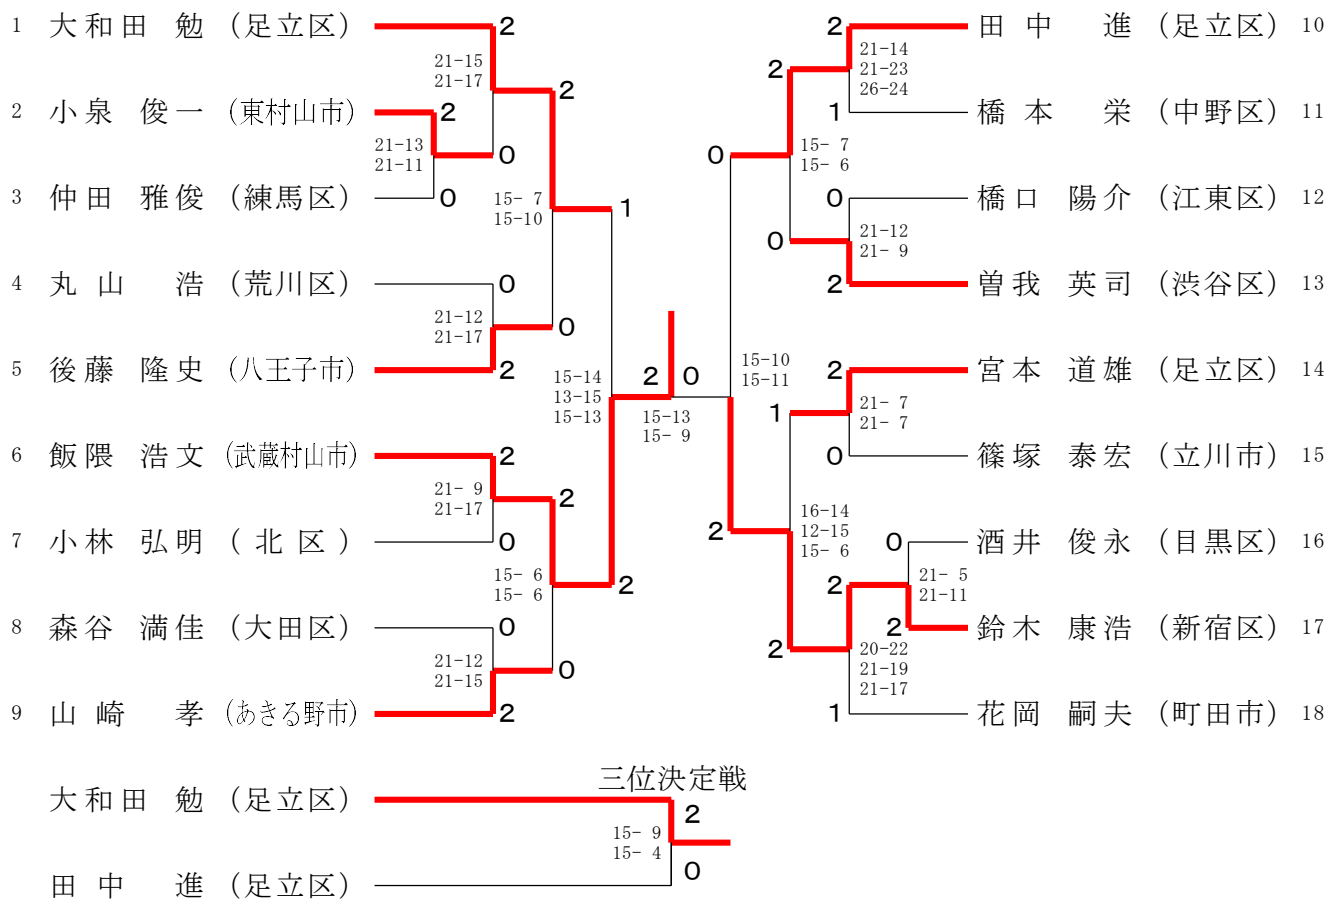 1 大和田 勉 (足立区) 2
2 田中 進 (足立区) 10
21-15
21-17
21-14
21-23
26-24
2
2
2 小泉 俊一 (東村山市) 2
1 橋本 栄 (中野区) 11
21-13
21-11
0
0
15- 7
15- 6
3 仲田 雅俊 (練馬区) 0
0 橋口 陽介 (江東区) 12
15- 7
15-10
1
0
21-12
21- 9
4 丸山 浩 (荒川区) 0
2 曽我 英司 (渋谷区) 13
21-12
21-17
0
5 後藤 隆史 (八王子市) 2
15-14
13-15
15-13
2 0
15-13
15- 9
15-10
15-11
2 宮本 道雄 (足立区) 14
1
21- 7
21- 7
6 飯隈 浩文 (武蔵村山市) 2
0 篠塚 泰宏 (立川市) 15
21- 9
21-17
2
2
16-14
12-15
15- 6
7 小林 弘明 (北区) 0
0 酒井 俊永 (目黒区) 16
15- 6
15- 6
2
2
21- 5
21-11
8 森谷 満佳 (大田区) 0
2 鈴木 康浩 (新宿区) 17
21-12
21-15
0
2
20-22
21-19
21-17
9 山崎 孝 (あきる野市) 2
1 花岡 嗣夫 (町田市) 18
三位決定戦
大和田 勉 (足立区)
2
15- 9
15- 4
0
田中 進 (足立区)